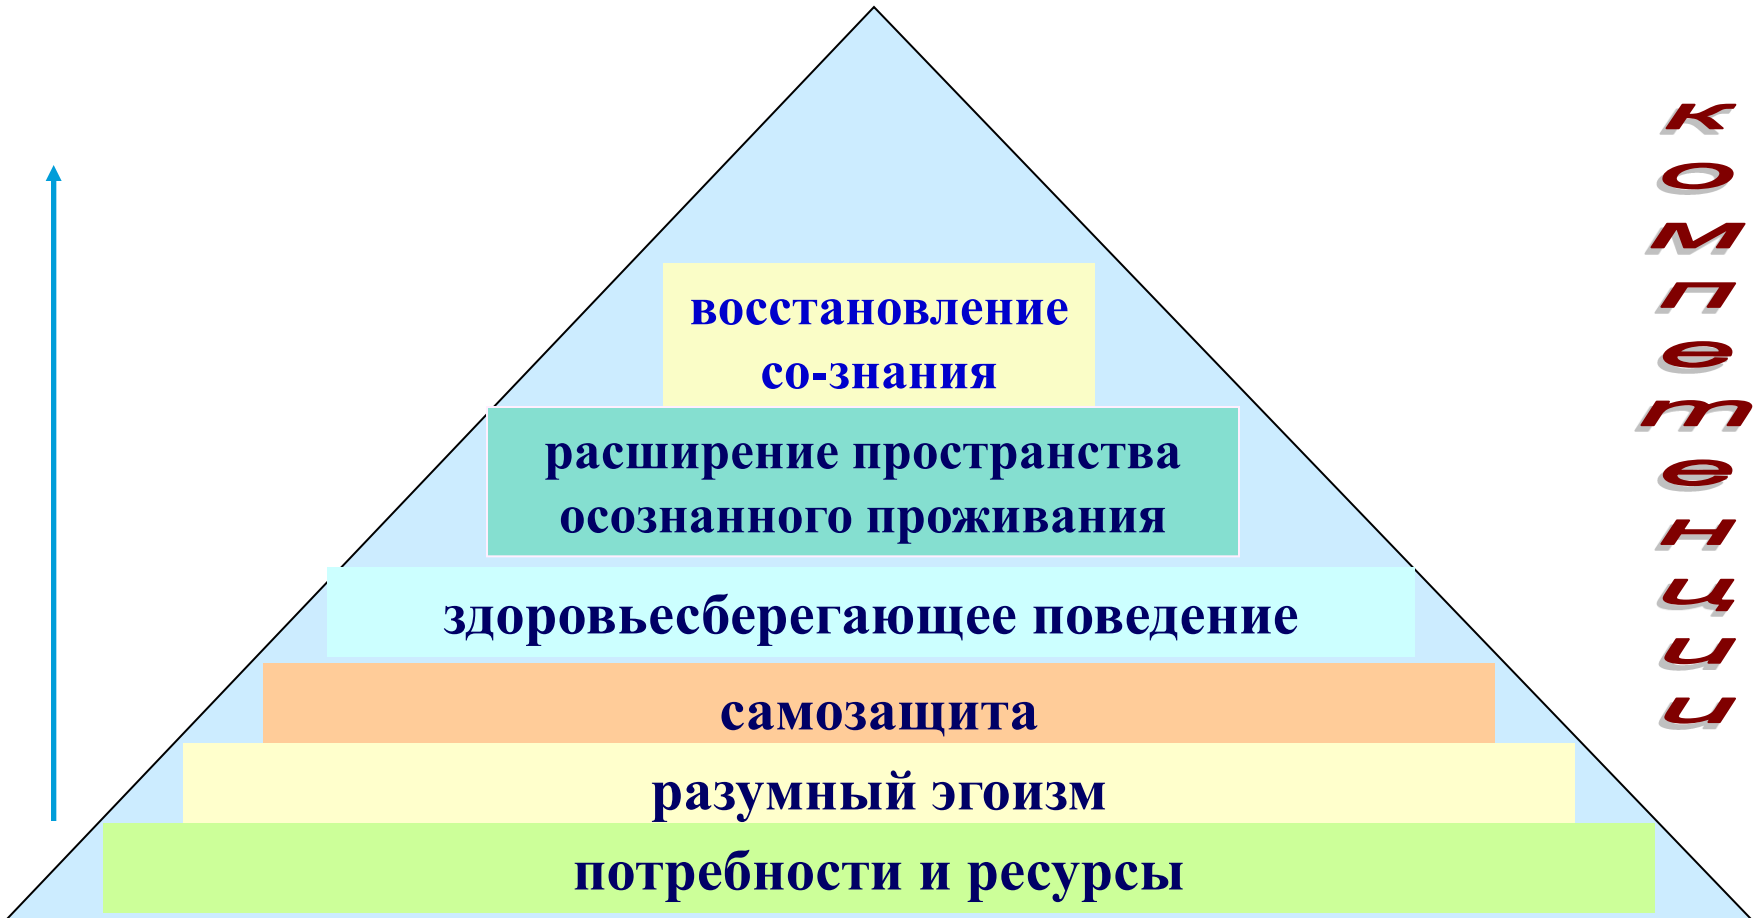 восстановление
со-знания
расширение пространства
осознанного проживания
здоровьесберегающее поведение
самозащита
разумный эгоизм
потребности и ресурсы
компетенции